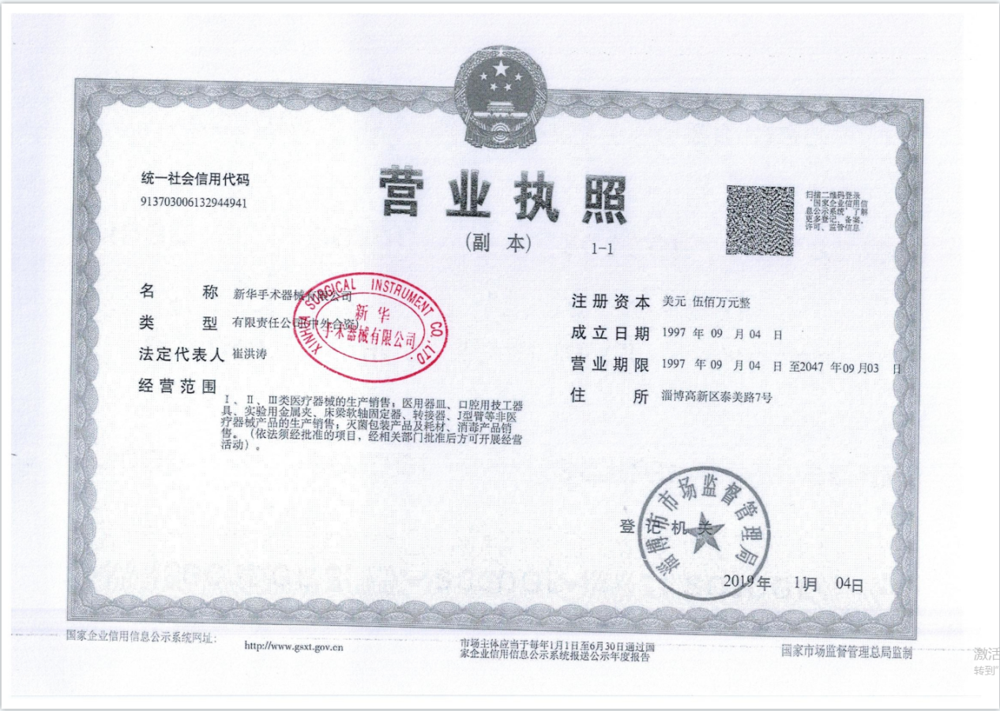 统一社会信用代码
913703006132944941
营业执照
(副 本)
1-1
扫描二维码登录
"国家企业信用信
息公示系统"了解
更多登记、备案、
许可、监管信息
名 称 新华手术器械有限公司
类 型 有限责任公司(中外合资)
法定代表人 崔洪涛
经营范围
Ⅰ、Ⅱ、Ⅲ类医疗器械的生产销售；医用器皿、口腔用技工器
具、实验用金属夹、床梁软轴固定器、转接器、J型臂等非医
疗器械产品的生产销售；灭菌包装产品及耗材、消毒产品销
售。（依法须经批准的项目，经相关部门批准后方可开展经营
活动）。
XINHUA SURGICAL INSTRUMENT CO.,LTD.
新华
手术器械有限公司
注册资本 美元 伍佰万元整
成立日期 1997 年 09 月 04 日
营业期限 1997 年 09 月 04 日 至2047 年09月03 日
住 所 淄博高新区泰美路7号
登记机关
淄博市市场监督管理局
2019年 11月 04日
国家企业信用信息公示系统网址:
http://www.gsxt.gov.cn
市场主体应当于每年1月1日至6月30日通过国
家企业信用信息公示系统报送公示年度报告
国家市场监督管理总局监制
激活
转到"